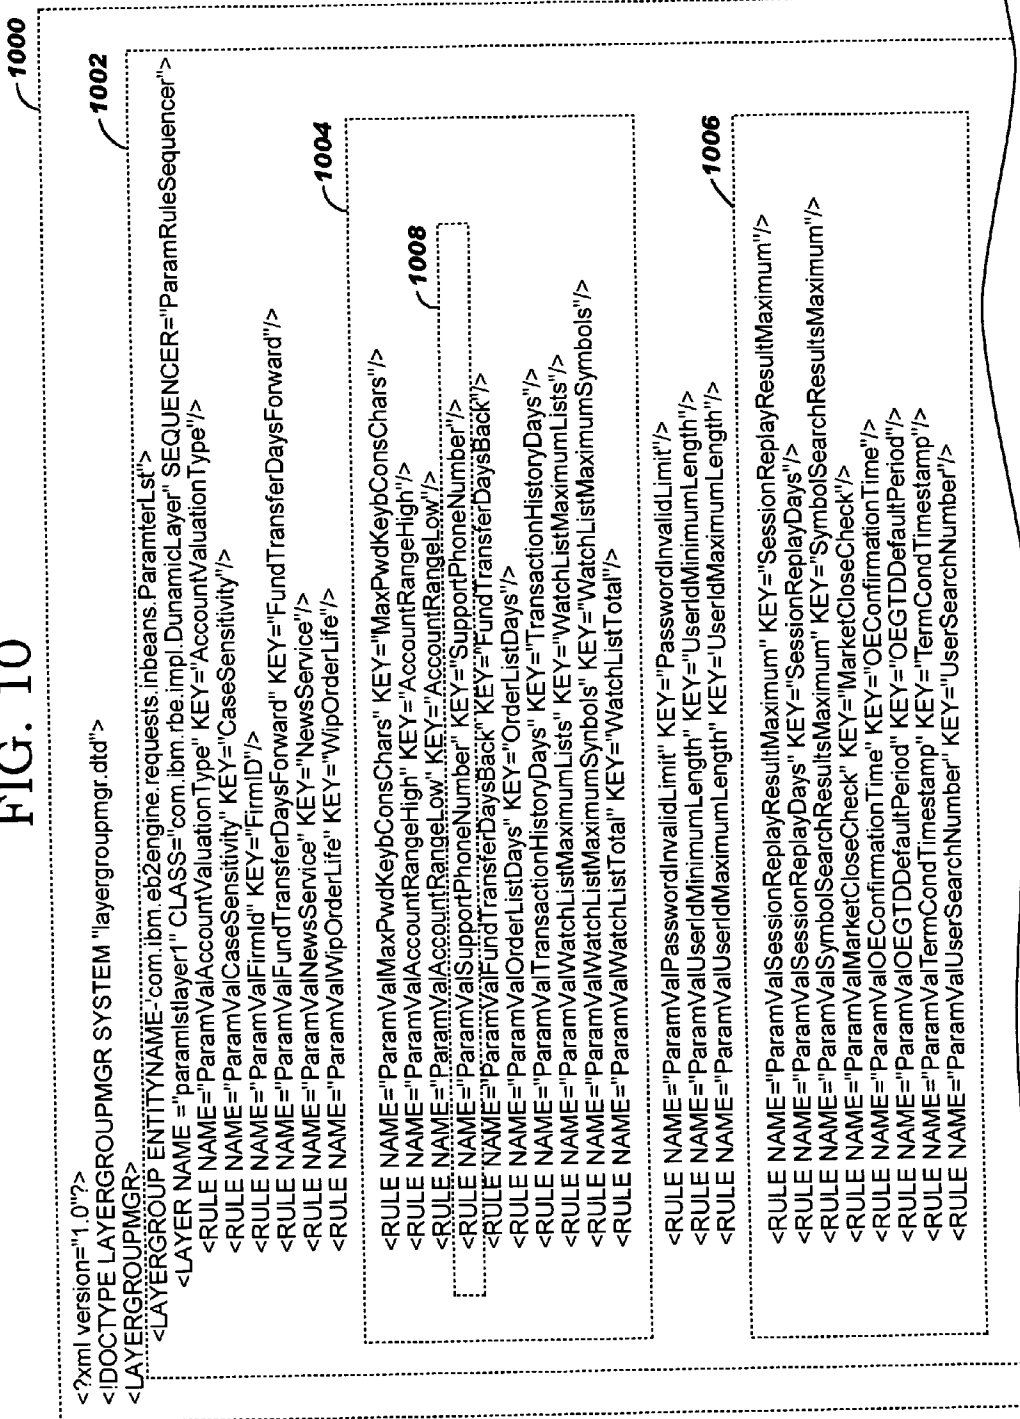 FIG. 10
1000
<?xml version="1.0"?>
<!DOCTYPE LAYERGROUPMGR SYSTEM "layergroupmgr.dtd">
<LAYERGROUPMGR>
1002
<LAYERGROUP ENTITYNAME-'com.ibm.eb2engine.requests.inbeans.ParamterLst">
<LAYER NAME ="paramlstlayer1" CLASS="com.ibm.rbe.impl.DunamicLayer" SEQUENCER="ParamRuleSequencer">
<RULE NAME="ParamValAccountValuationType" KEY="AccountValuationType"/>
<RULE NAME="ParamValCaseSensitivity" KEY="CaseSensitivity"/>
<RULE NAME="ParamValFirmId" KEY="FirmID"/>
<RULE NAME="ParamValFundTransferDaysForward" KEY="FundTransferDaysForward"/>
<RULE NAME="ParamValNewsService" KEY="NewsService"/>
<RULE NAME="ParamValWipOrderLife" KEY="WipOrderLife"/>
1004
<RULE NAME="ParamValMaxPwdKeybConsChars" KEY="MaxPwdKeybConsChars"/>
<RULE NAME="ParamValAccountRangeHigh" KEY="AccountRangeHigh"/>
<RULE NAME="ParamValAccountRangeLow" KEY="AccountRangeLow"/>
1008
<RULE NAME="ParamValSupportPhoneNumber" KEY="SupportPhoneNumber"/>
<RULE NAME="ParamValFundTransferDaysBack" KEY="FundTransferDaysBack"/>
<RULE NAME="ParamValOrderListDays" KEY="OrderListDays"/>
<RULE NAME="ParamValTransactionHistoryDays" KEY="TransactionHistoryDays"/>
<RULE NAME="ParamValWatchListMaximumLists" KEY="WatchListMaximumLists"/>
<RULE NAME="ParamValWatchListMaximumSynbols" KEY="WatchListMaximumSymbols"/>
<RULE NAME="ParamValWatchListTotal" KEY="WatchListTotal"/>
<RULE NAME="ParamValPasswordInvalidLimit" KEY='PasswordInvalidLimit"/>
<RULE NAME="ParamValUserIdMinimumLength" KEY="UserIdMinimumLength"/>
<RULE NAME="ParamValUserIdMaximumLength" KEY='UserIdMaximumLength"/>
1006
<RULE NAME="ParamValSessionReplayResultMaximum" KEY="SessionReplayResultMaximum"/>
<RULE NAME="ParamValSessionReplayDays" KEY="SessionReplayDays"/>
<RULE NAME="ParamValSymbolSearchResultsMaximum" KEY="SymbolSearchResultsMaximum"/>
<RULE NAME="ParamValMarketCloseCheck" KEY="MarketCloseCheck"/>
<RULE NAME="ParamValOEConfirmationTime" KEY="OEConfirmationTime"/>
<RULE NAME="ParamValOEGTDDefaultPeriod" KEY="OEGTDDefaultPeriod"/>
<RULE NAME="ParamValTermCondTimestamp" KEY="TermCondTimestamp"/>
<RULE NAME="ParamValUserSearchNumber' KEY="UserSearchNumber"/>